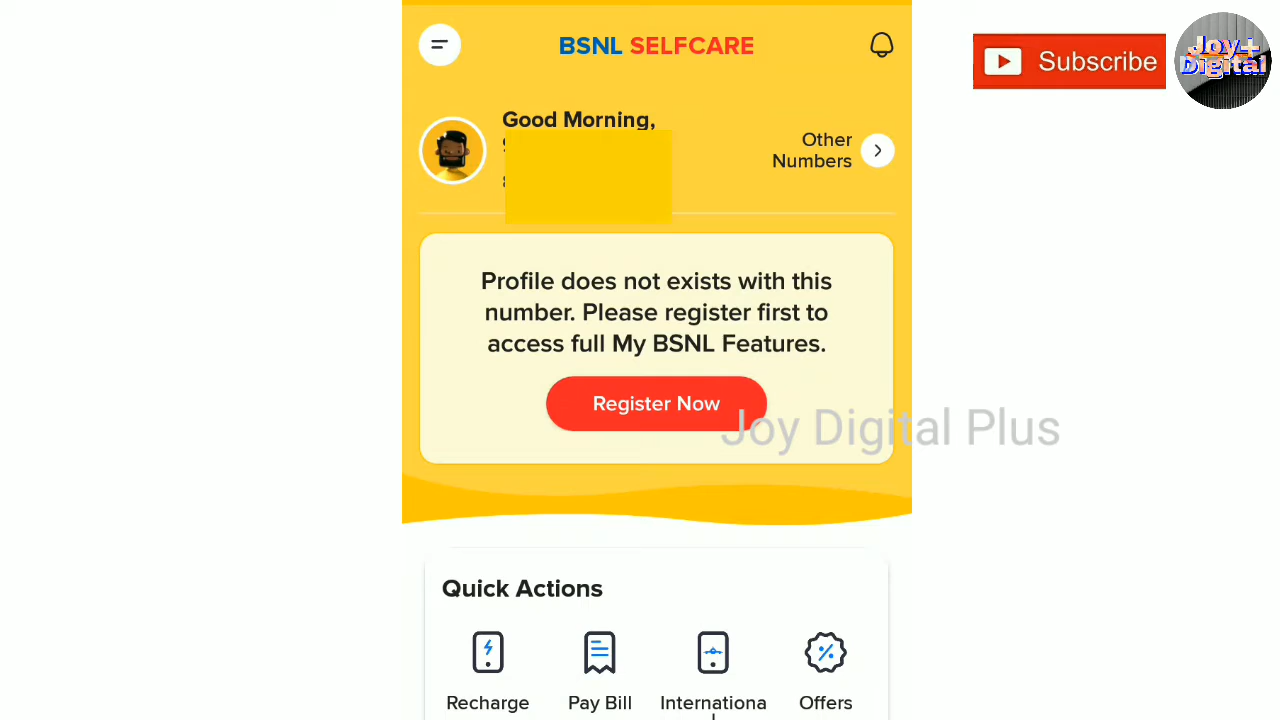 BSNL SELFCARE
Subscribe
Joy+
Digital
Good Morning,
Other
Numbers
Profile does not exists with this
number. Please register first to
access full My BSNL Features.
Register Now
Joy Digital Plus
Quick Actions
Recharge
Pay Bill
Internationa
l
Offers